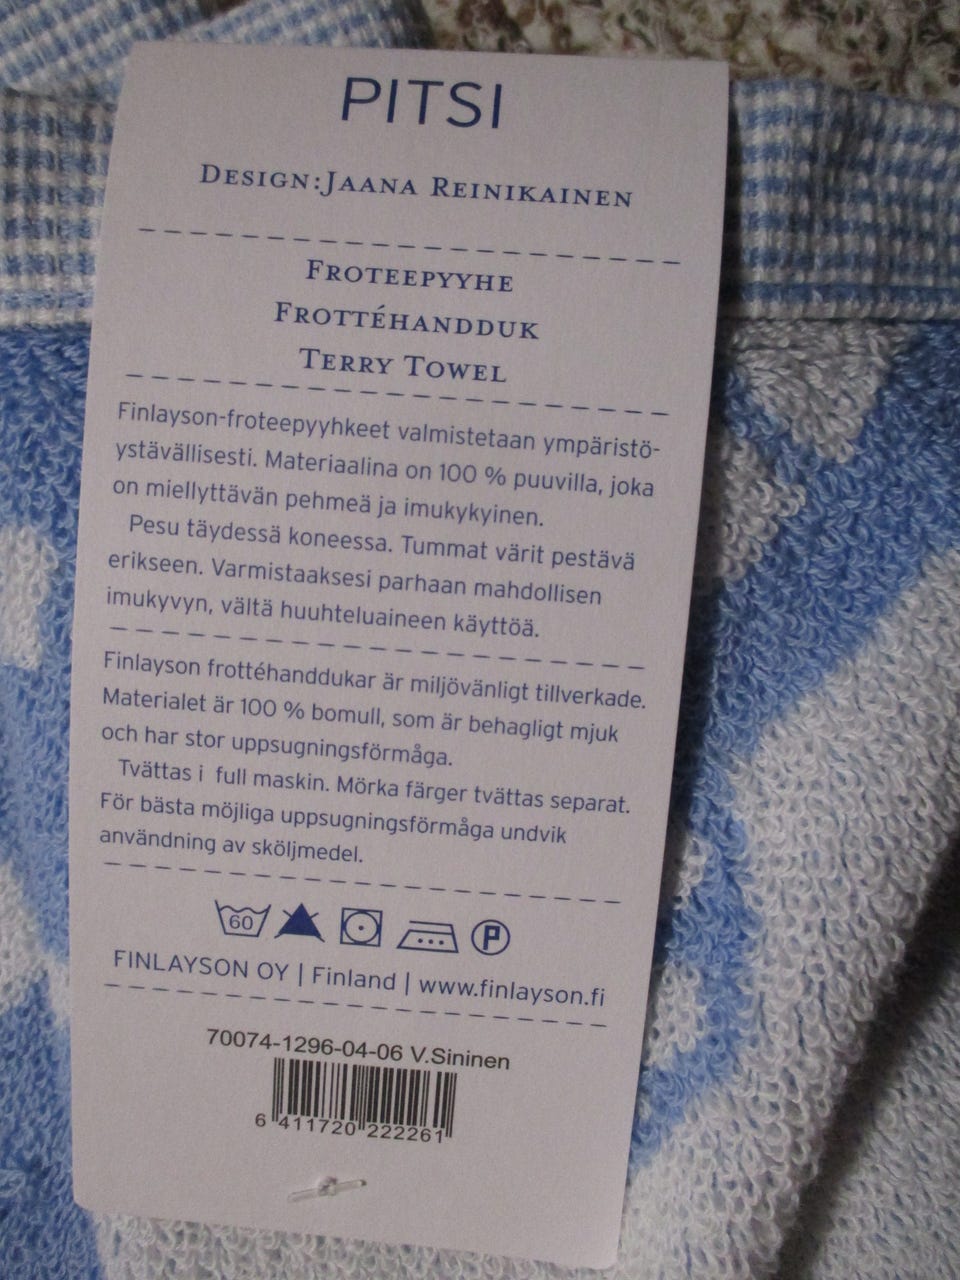 PITSI
DESIGN:JAANA REINIKAINEN
FROTEEPYYHE
FROTTÉHANDDUK
TERRY TOWEL
Finlayson-froteepyyhkeet valmistetaan ympäristö-
ystävällisesti. Materiaalina on 100 % puuvilla, joka
on miellyttävän pehmeä ja imukykyinen.
Pesu täydessä koneessa. Tummat värit pestävä
erikseen. Varmistaaksesi parhaan mahdollisen
imukyvyn, vältä huuhteluaineen käyttöä.
Finlayson frottéhanddukar är miljövänligt tillverkade.
Materialet är 100 % bomull, som är behagligt mjuk
och har stor uppsugningsförmåga.
Tvättas i full maskin. Mörka färger tvättas separat.
För bästa möjliga uppsugningsförmåga undvik
användning av sköljmedel.
60 P
FINLAYSON OY | Finland | www.finlayson.fi
70074-1296-04-06 V.Sininen
6 411720 222261